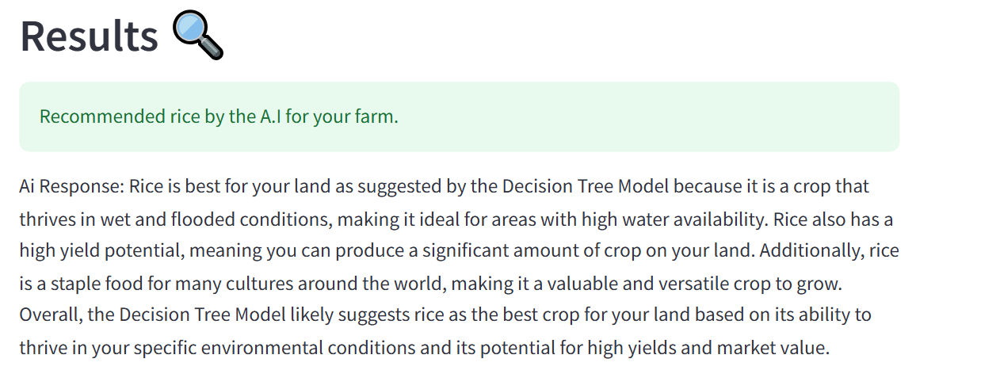 Results
Recommended rice by the A.I for your farm.
Ai Response: Rice is best for your land as suggested by the Decision Tree Model because it is a crop that
thrives in wet and flooded conditions, making it ideal for areas with high water availability. Rice also has a
high yield potential, meaning you can produce a significant amount of crop on your land. Additionally, rice
is a staple food for many cultures around the world, making it a valuable and versatile crop to grow.
Overall, the Decision Tree Model likely suggests rice as the best crop for your land based on its ability to
thrive in your specific environmental conditions and its potential for high yields and market value.